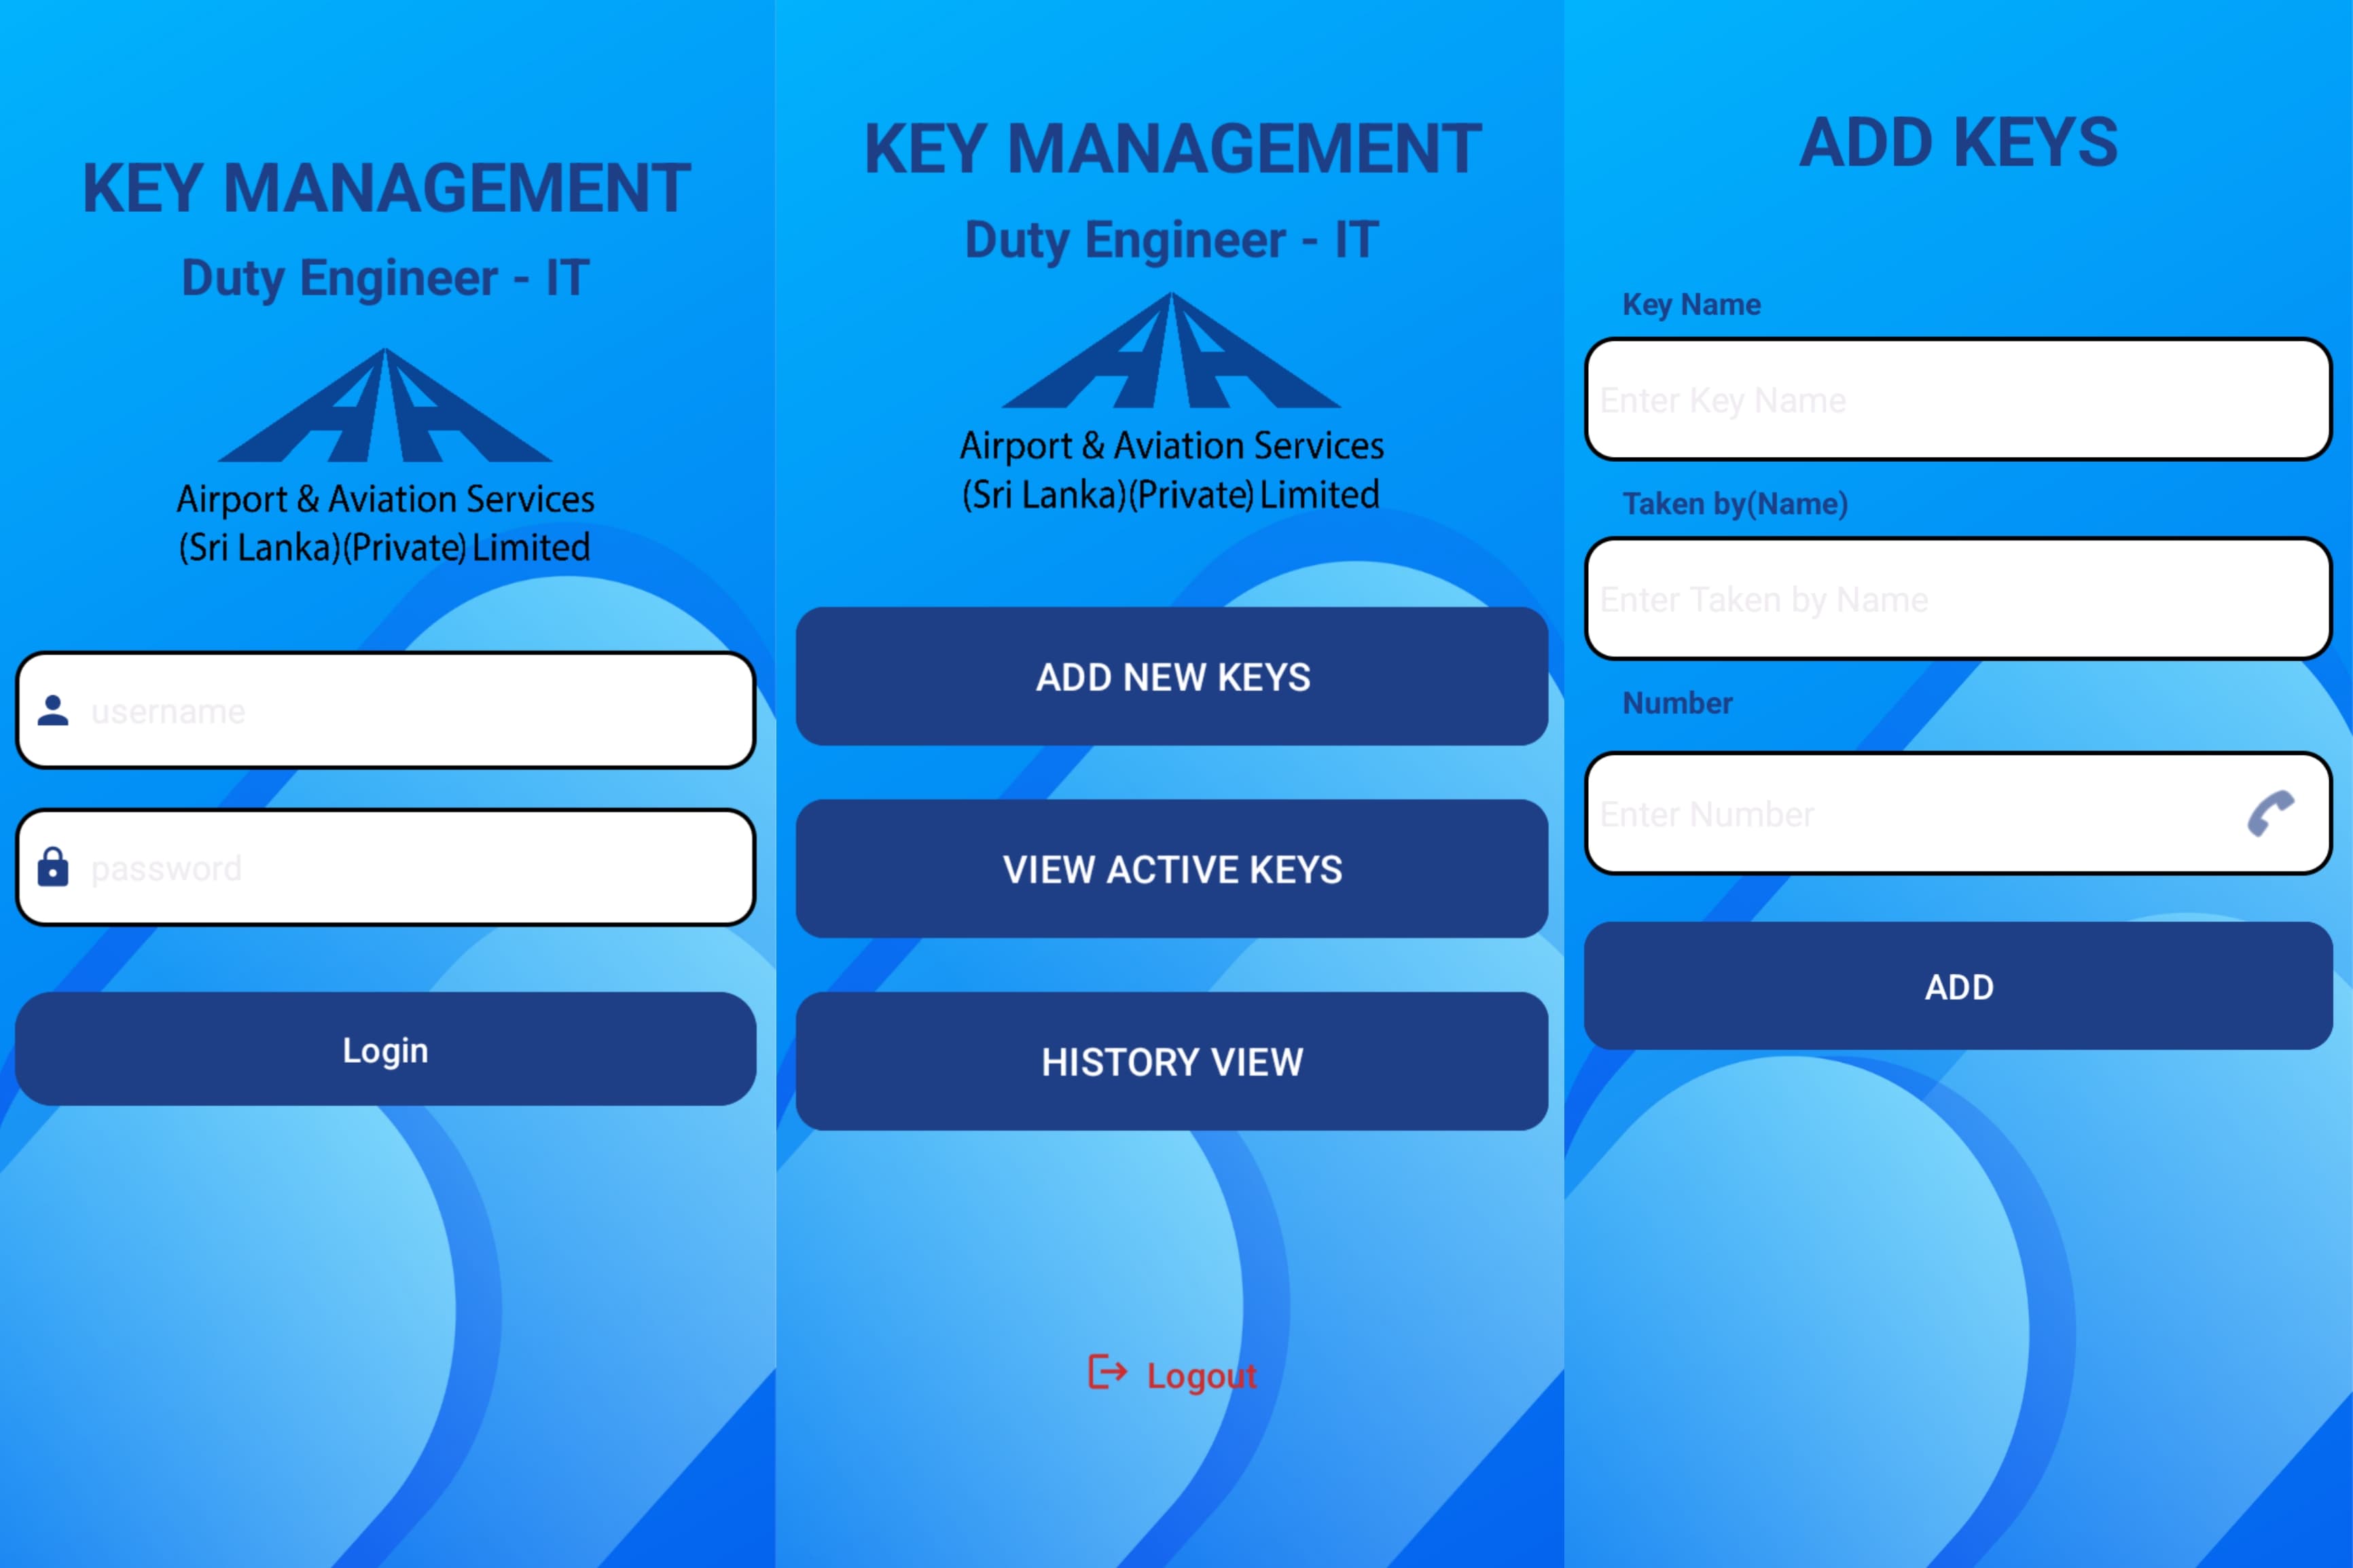 KEY MANAGEMENT
Duty Engineer - IT
Airport & Aviation Services
(Sri Lanka)(Private) Limited
username
password
Login
KEY MANAGEMENT
Duty Engineer - IT
Airport & Aviation Services
(Sri Lanka)(Private) Limited
ADD NEW KEYS
VIEW ACTIVE KEYS
HISTORY VIEW
Logout
ADD KEYS
Key Name
Enter Key Name
Taken by(Name)
Enter Taken by Name
Number
Enter Number
ADD